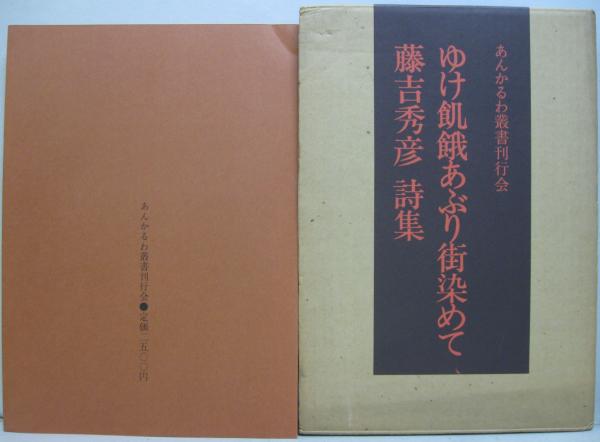 あんかるわ叢書刊行会
ゆけ飢餓あぶり街染めて、
藤吉秀彦 詩集
あんかるわ叢書刊行会●定価二五〇〇円